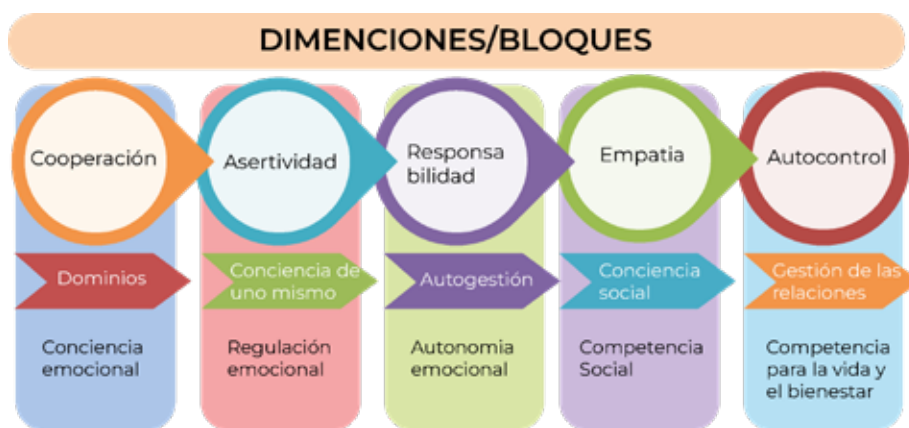 DIMENCIONES/BLOQUES
Cooperación
Asertividad
Responsa
bilidad
Empatia
Autocontrol
Dominios
Conciencia de
uno mismo
Autogestión
Conciencia
social
Gestión de las
relaciones
Conciencia
emocional
Regulación
emocional
Autonomia
emocional
Competencia
Social
Competencia
para la vida y
el bienestar